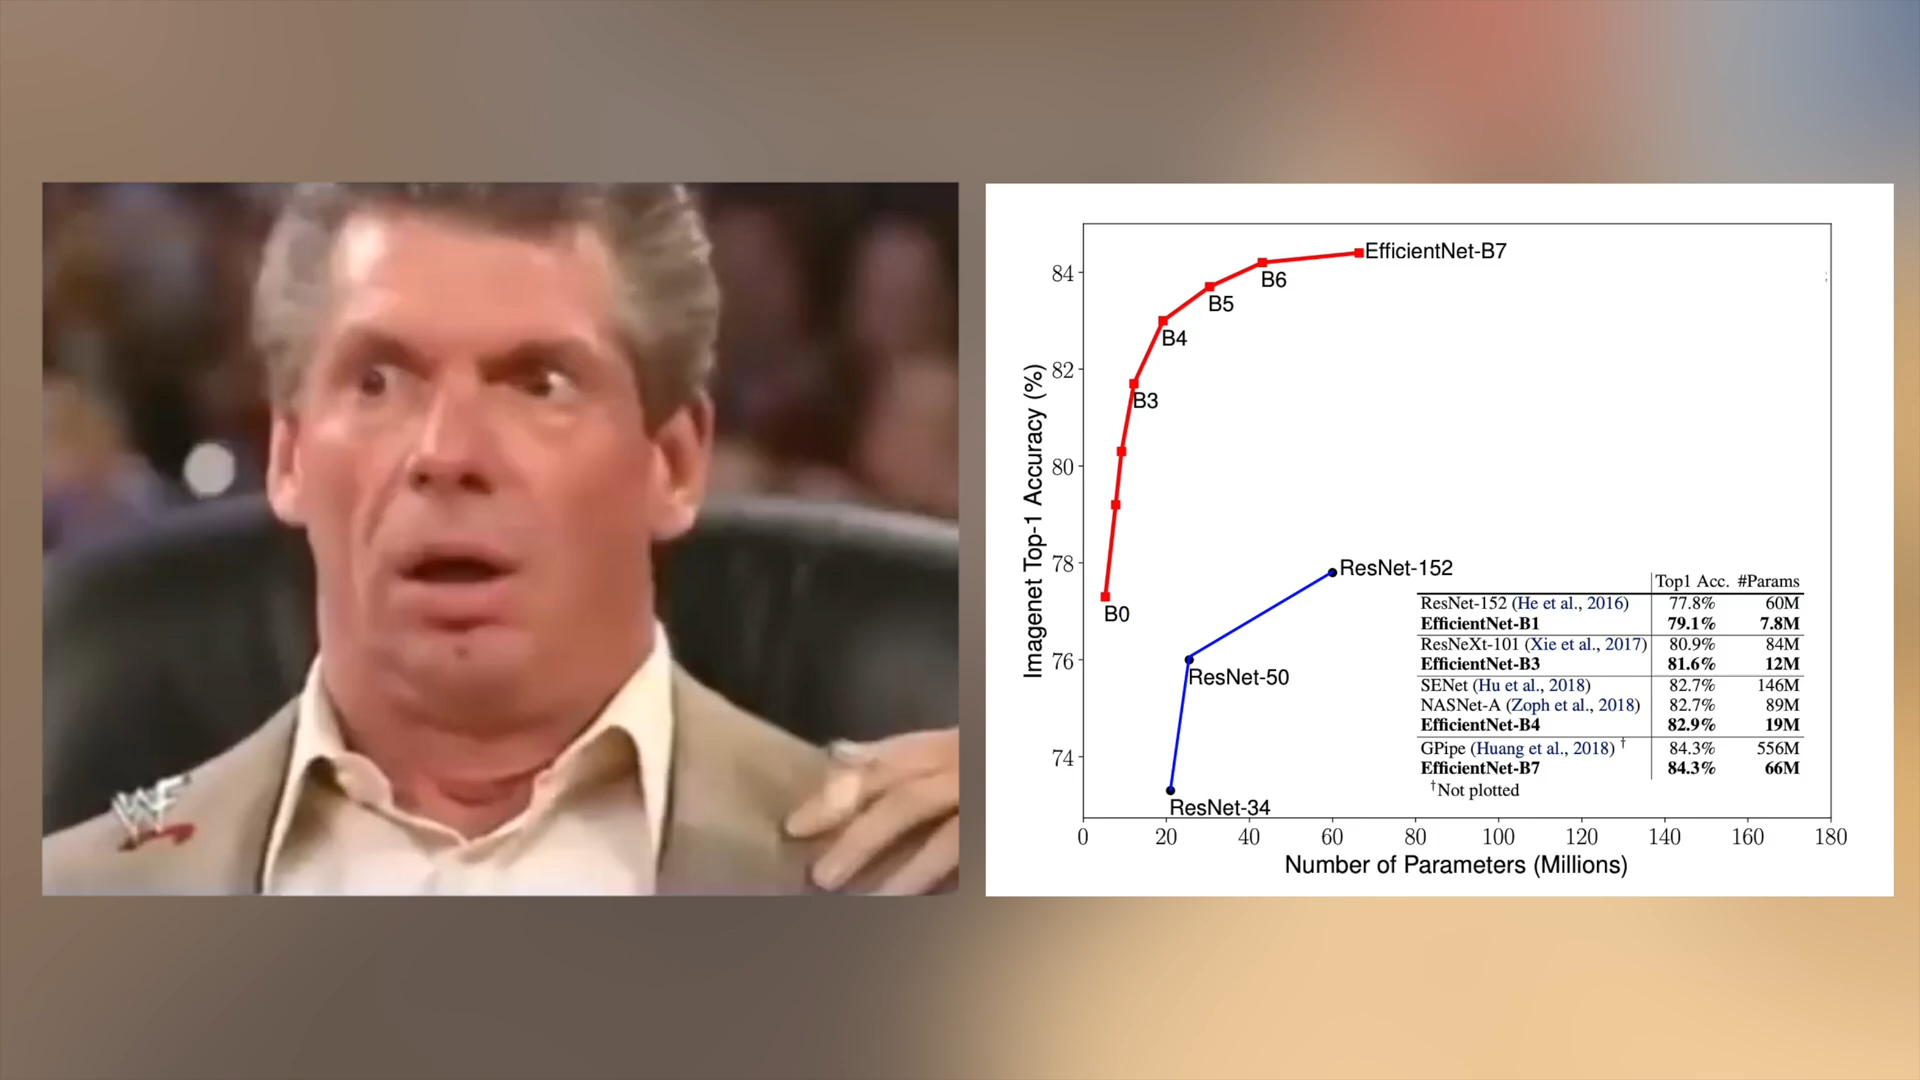 WF
84
82
80
78
76
74
Imagenet Top-1 Accuracy (%)
EfficientNet-B7
B6
B5
B4
B3
B0
ResNet-152
ResNet-50
ResNet-34
Top1 Acc. #Params
ResNet-152 (He et al., 2016) 77.8% 60M
EfficientNet-B1 79.1% 7.8M
ResNeXt-101 (Xie et al., 2017) 80.9% 84M
EfficientNet-B3 81.6% 12M
SENet (Hu et al., 2018) 82.7% 146M
NASNet-A (Zoph et al., 2018) 82.7% 89M
EfficientNet-B4 82.9% 19M
GPipe (Huang et al., 2018) † 84.3% 556M
EfficientNet-B7 84.3% 66M
†Not plotted
0 20 40 60 80 100 120 140 160 180
Number of Parameters (Millions)